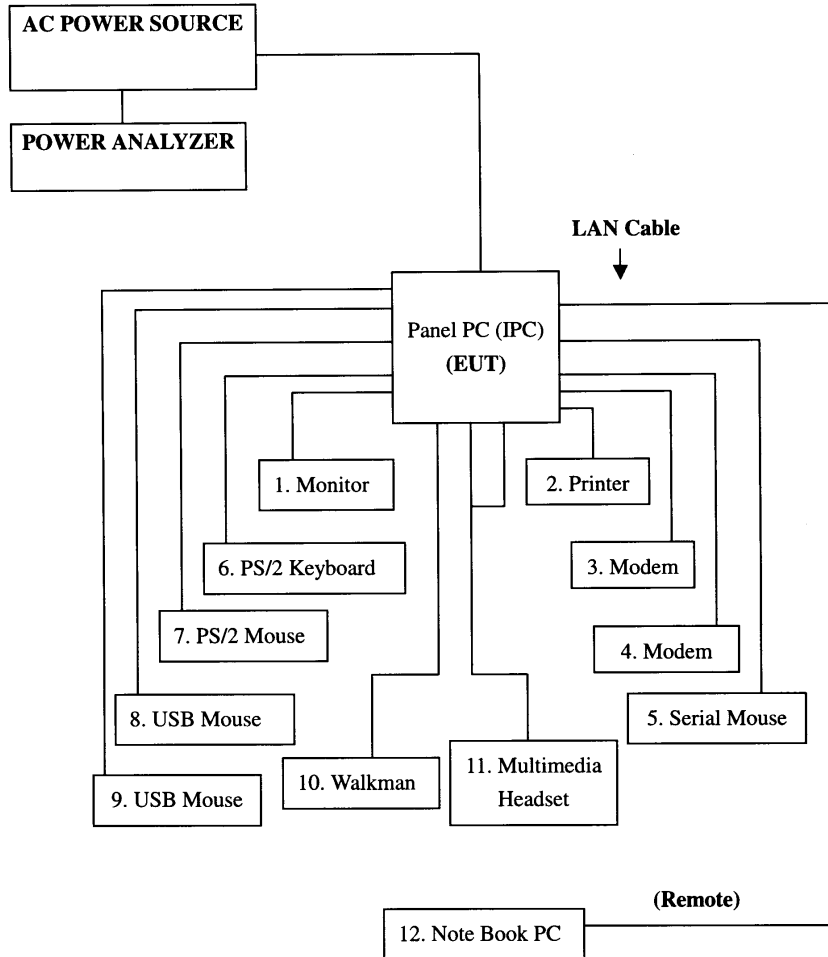 AC POWER SOURCE
POWER ANALYZER
LAN Cable
Panel PC (IPC)
(EUT)
1. Monitor
2. Printer
6. PS/2 Keyboard
3. Modem
7. PS/2 Mouse
4. Modem
8. USB Mouse
5. Serial Mouse
9. USB Mouse
10. Walkman
11. Multimedia
Headset
(Remote)
12. Note Book PC